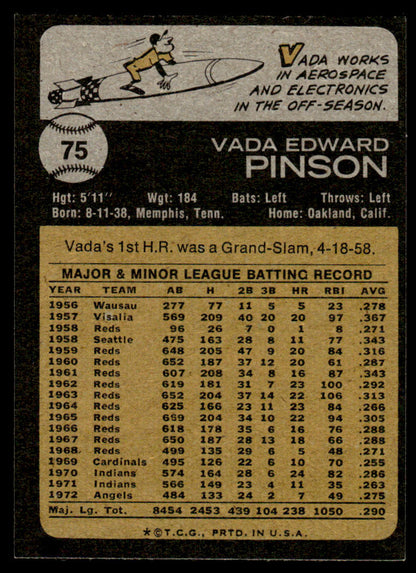 VADA WORKS
IN AEROSPACE
AND ELECTRONICS
IN THE OFF-SEASON.
75
VADA EDWARD
PINSON
Hgt: 5'11" Wgt: 184 Bats: Left Throws: Left
Born: 8-11-38, Memphis, Tenn. Home: Oakland, Calif.
Vada's 1st H.R. was a Grand-Slam, 4-18-58.
MAJOR & MINOR LEAGUE BATTING RECORD
YEAR TEAM AB H 2B 3B HR RBI AVG
1956 Wausau 277 77 11 5 5 23 .278
1957 Visalia 569 209 40 20 20 97 .367
1958 Reds 96 26 7 0 1 8 .271
1958 Seattle 475 163 28 8 11 77 .343
1959 Reds 648 205 47 9 20 84 .316
1960 Reds 652 187 37 12 20 61 .287
1961 Reds 607 208 34 8 16 87 .343
1962 Reds 619 181 31 7 23 100 .292
1963 Reds 652 204 37 14 22 106 .313
1964 Reds 625 166 23 11 23 84 .266
1965 Reds 669 204 34 10 22 94 .305
1966 Reds 618 178 35 6 16 76 .288
1967 Reds 650 187 28 13 18 66 .288
1968 Reds 499 135 29 6 5 48 .271
1969 Cardinals 495 126 22 6 10 70 .255
1970 Indians 574 164 28 6 24 82 .286
1971 Indians 566 149 23 4 11 35 .263
1972 Angels 484 133 24 2 7 49 .275
Maj. Lg. Tot. 8454 2453 439 104 238 1050 .290
*©T.C.G., PRTD. IN U.S.A.